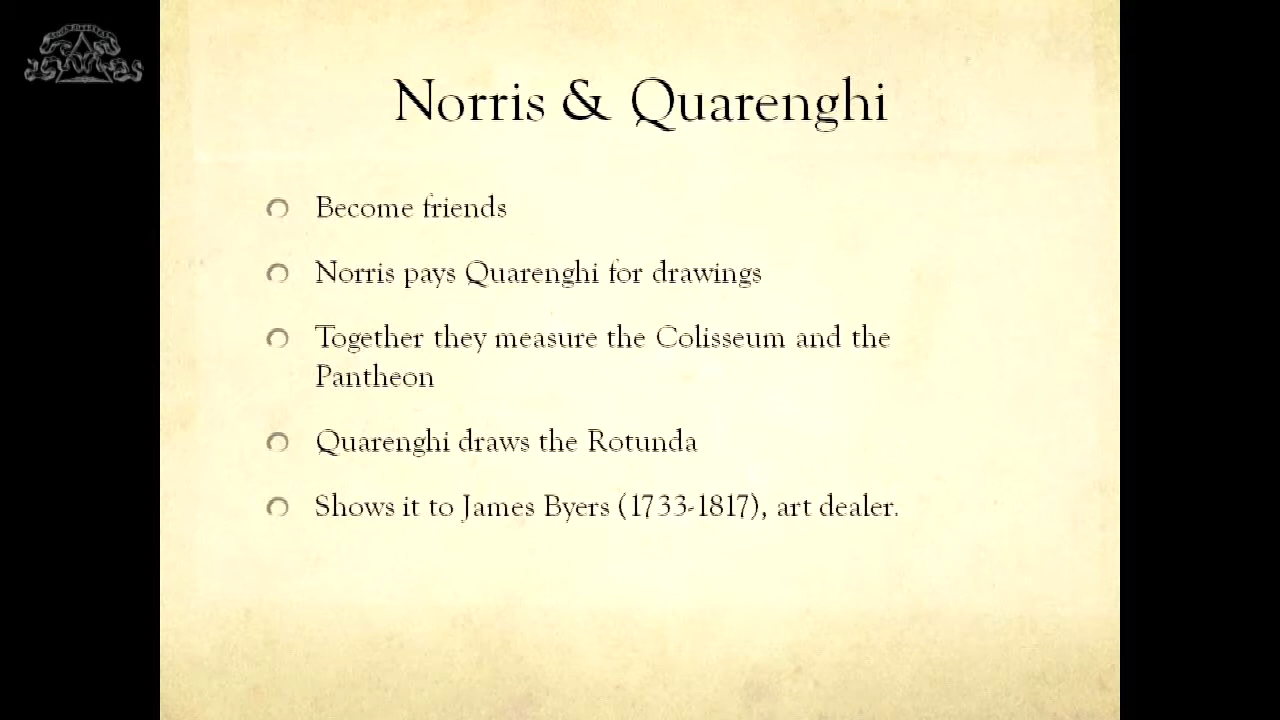 Norris & Quarenghi
Become friends
Norris pays Quarenghi for drawings
Together they measure the Colisseum and the
Pantheon
Quarenghi draws the Rotunda
Shows it to James Byers (1733-1817), art dealer.